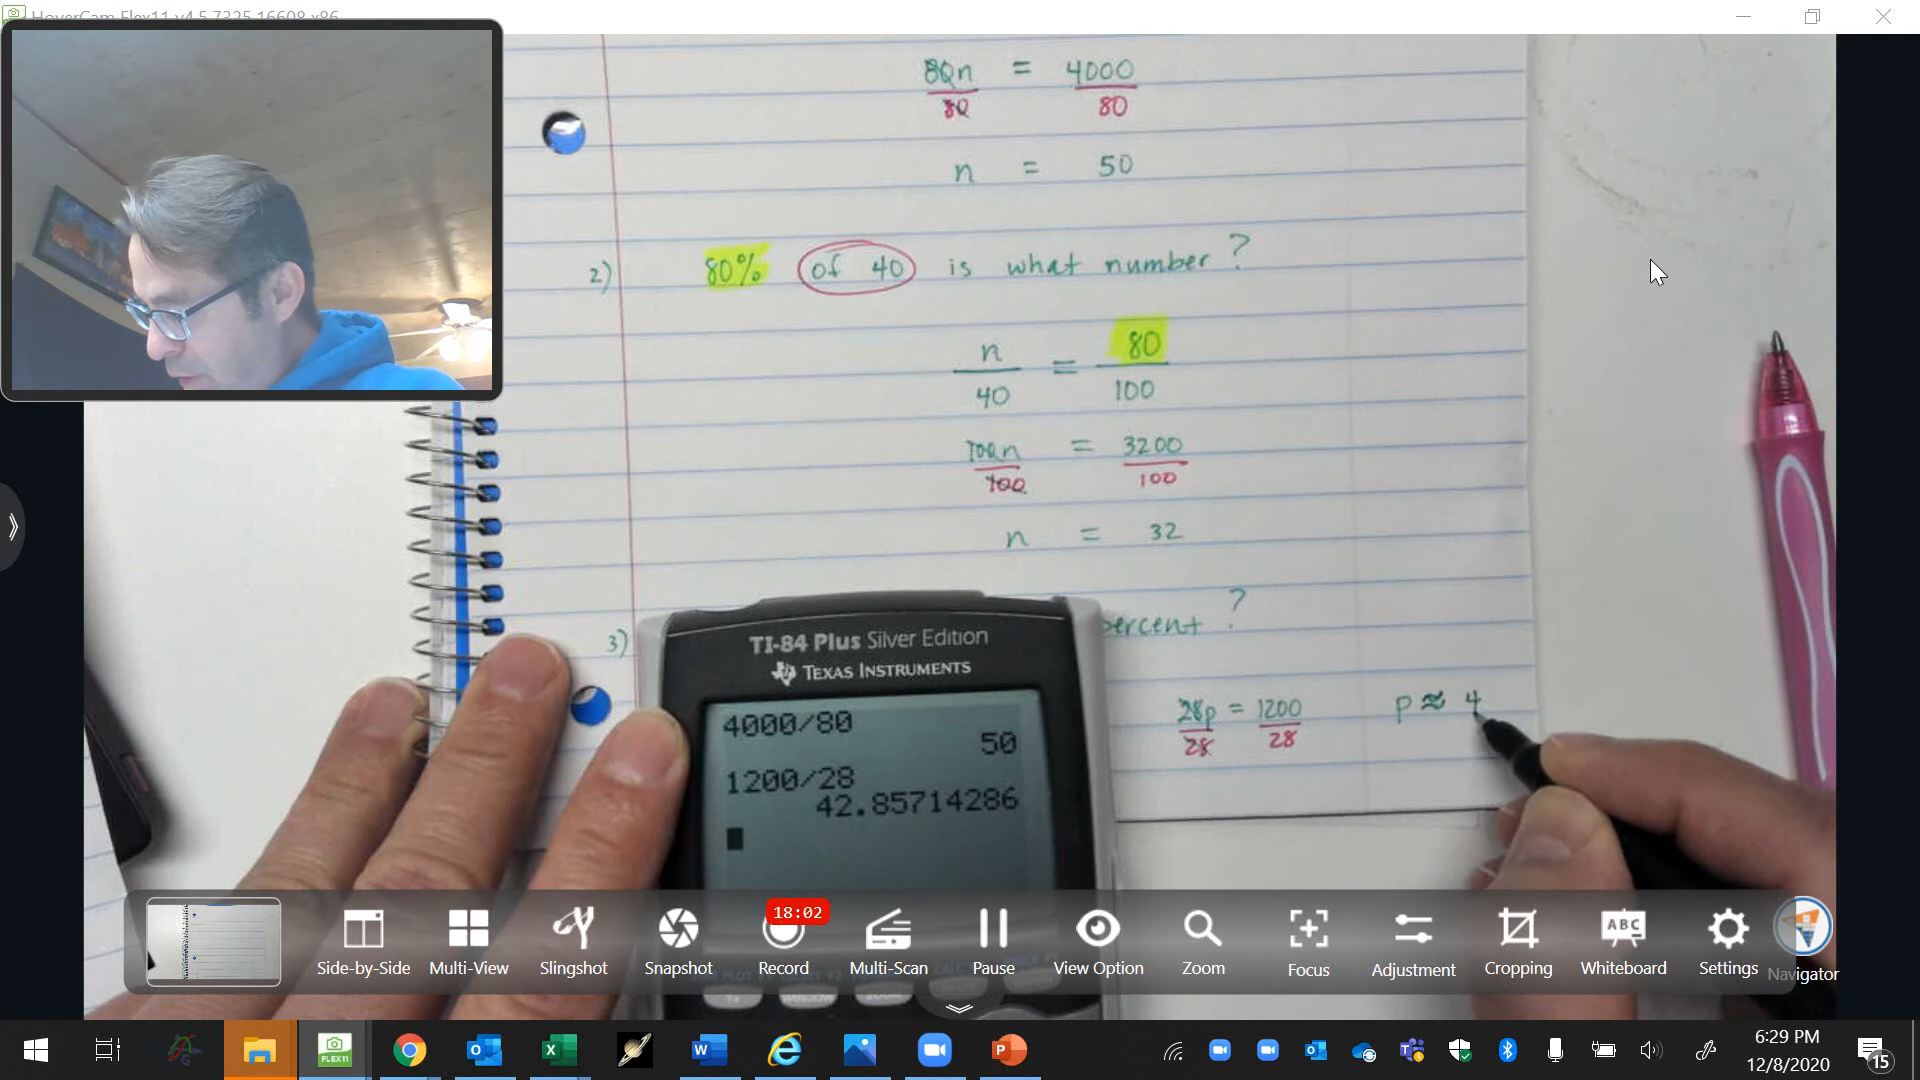 HoverCam Flex11 v4.5.7325.16608 x86
80n = 4000
80 80
n = 50
2) 80% of 40 is what number ?
n = 80
40 100
100n = 3200
100 100
n = 32
3) percent ?
28p = 1200 p ≈ 4
28 28
TI-84 Plus Silver Edition
TEXAS INSTRUMENTS
4000/80
50
1200/28
42.85714286
18:02
Side-by-Side Multi-View Slingshot Snapshot Record Multi-Scan Pause View Option Zoom Focus Adjustment Cropping ABC Whiteboard Settings Navigator
FLEX11
6:29 PM
12/8/2020
15